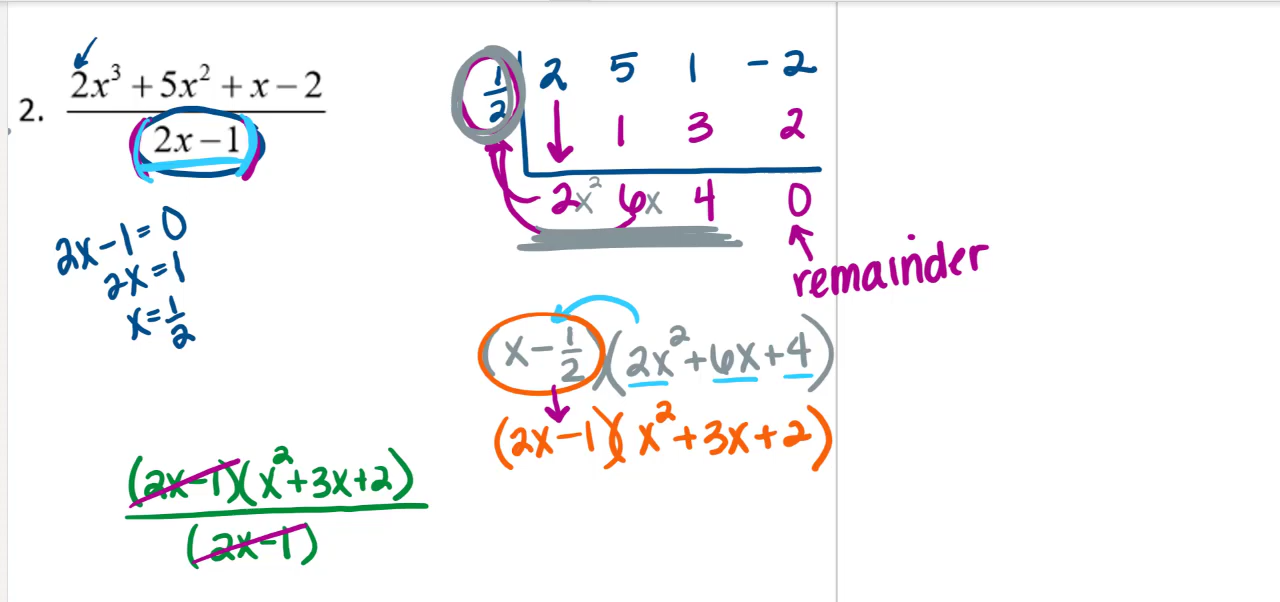 2. (2x³ + 5x² + x − 2)/(2x − 1)
2x − 1 = 0
2x = 1
x = 1/2
1/2 | 2 5 1 −2
1 3 2
2x² 6x 4 0
remainder
(x − 1/2)(2x² + 6x + 4)
(2x − 1)(x² + 3x + 2)
(2x − 1)(x² + 3x + 2)
(2x − 1)